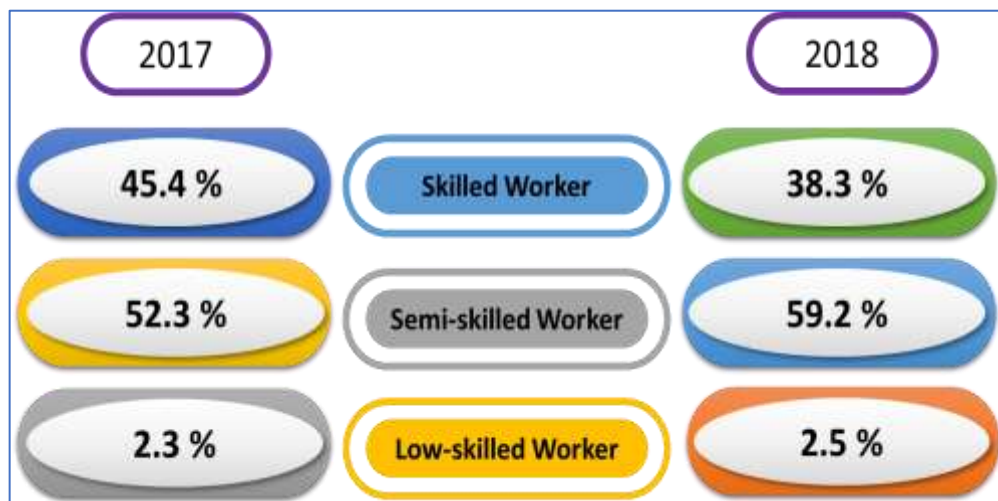 2017
2018
45.4 %
Skilled Worker
38.3 %
52.3 %
Semi-skilled Worker
59.2 %
2.3 %
Low-skilled Worker
2.5 %